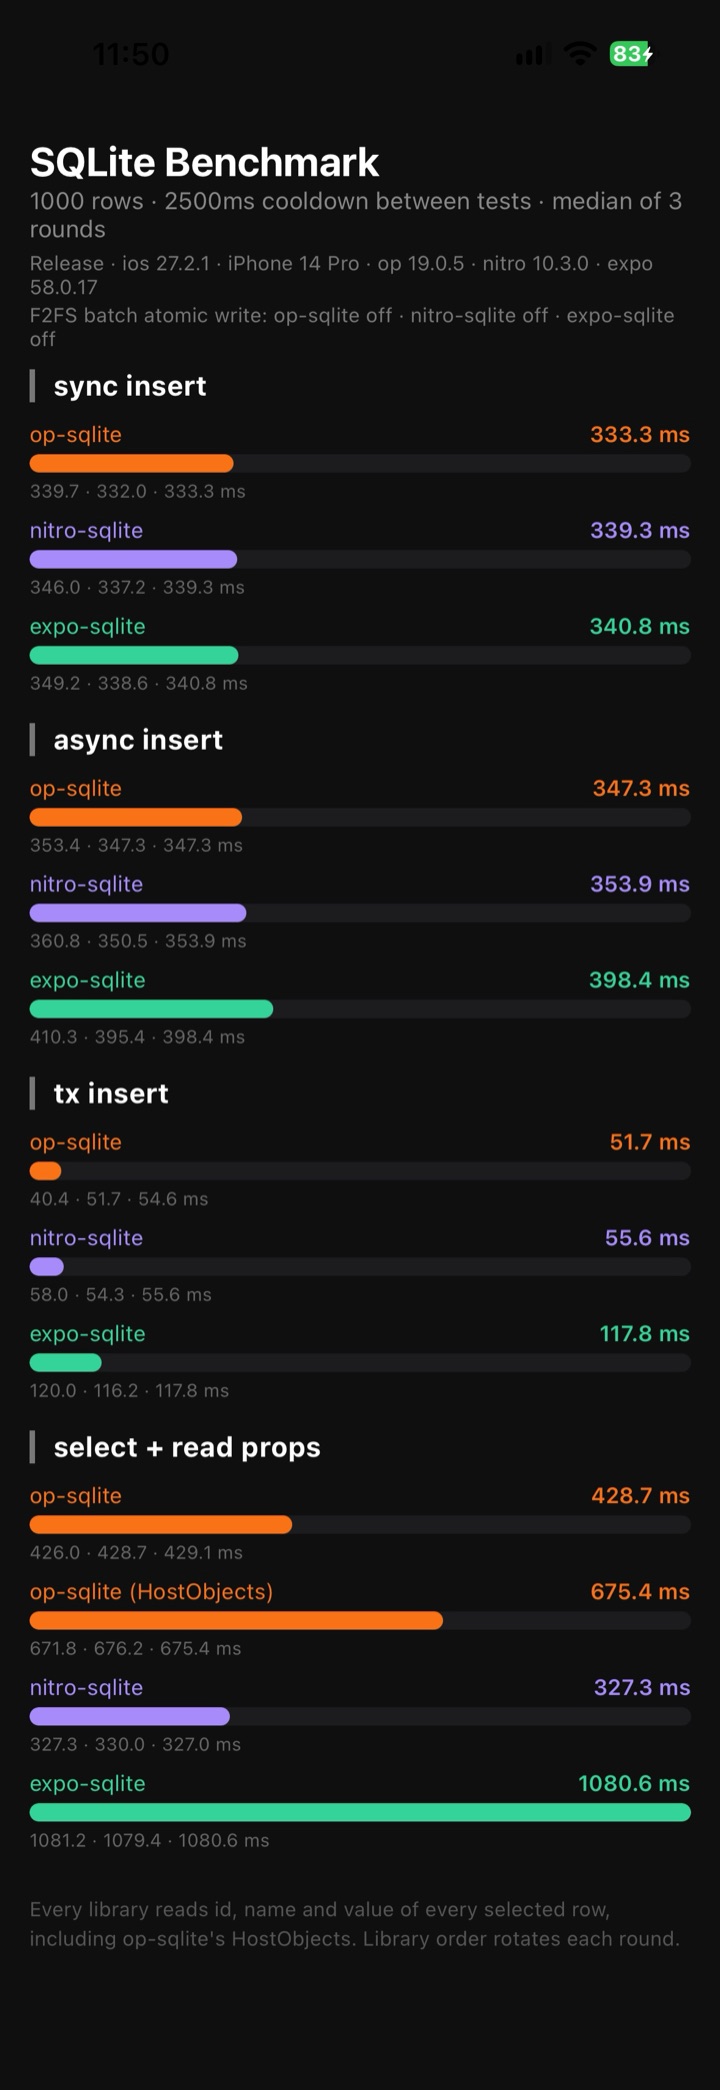 11:50
83
SQLite Benchmark
1000 rows · 2500ms cooldown between tests · median of 3
rounds
Release · ios 27.2.1 · iPhone 14 Pro · op 19.0.5 · nitro 10.3.0 · expo
58.0.17
F2FS batch atomic write: op-sqlite off · nitro-sqlite off · expo-sqlite
off
sync insert
op-sqlite 333.3 ms
339.7 · 332.0 · 333.3 ms
nitro-sqlite 339.3 ms
346.0 · 337.2 · 339.3 ms
expo-sqlite 340.8 ms
349.2 · 338.6 · 340.8 ms
async insert
op-sqlite 347.3 ms
353.4 · 347.3 · 347.3 ms
nitro-sqlite 353.9 ms
360.8 · 350.5 · 353.9 ms
expo-sqlite 398.4 ms
410.3 · 395.4 · 398.4 ms
tx insert
op-sqlite 51.7 ms
40.4 · 51.7 · 54.6 ms
nitro-sqlite 55.6 ms
58.0 · 54.3 · 55.6 ms
expo-sqlite 117.8 ms
120.0 · 116.2 · 117.8 ms
select + read props
op-sqlite 428.7 ms
426.0 · 428.7 · 429.1 ms
op-sqlite (HostObjects) 675.4 ms
671.8 · 676.2 · 675.4 ms
nitro-sqlite 327.3 ms
327.3 · 330.0 · 327.0 ms
expo-sqlite 1080.6 ms
1081.2 · 1079.4 · 1080.6 ms
Every library reads id, name and value of every selected row,
including op-sqlite's HostObjects. Library order rotates each round.